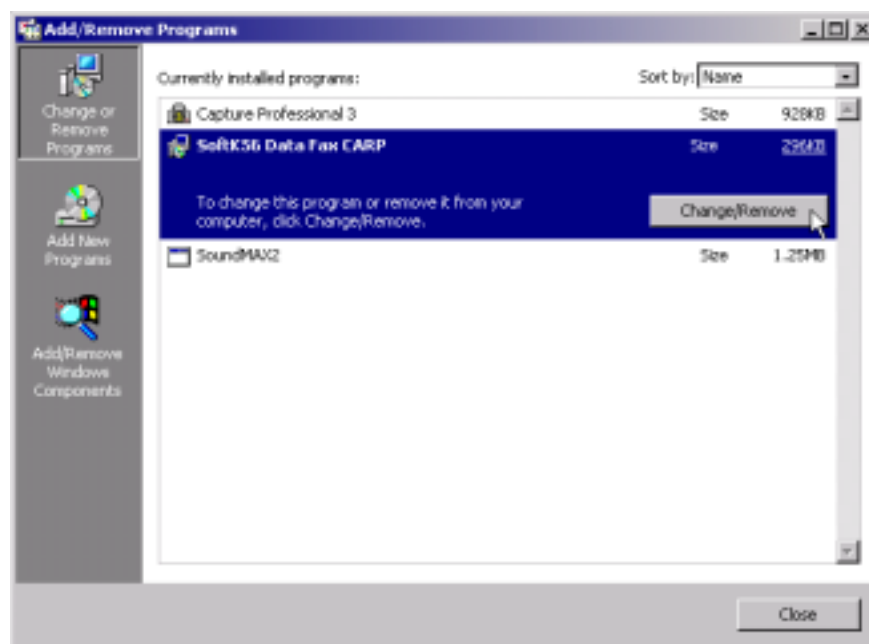 Add/Remove Programs
Change or
Remove
Programs
Add New
Programs
Add/Remove
Windows
Components
Currently installed programs:
Sort by: Name
Capture Professional 3 Size 928KB
SoftK56 Data Fax CARP Size 296KB
To change this program or remove it from your
computer, click Change/Remove.
Change/Remove
SoundMAX2 Size 1.25MB
Close